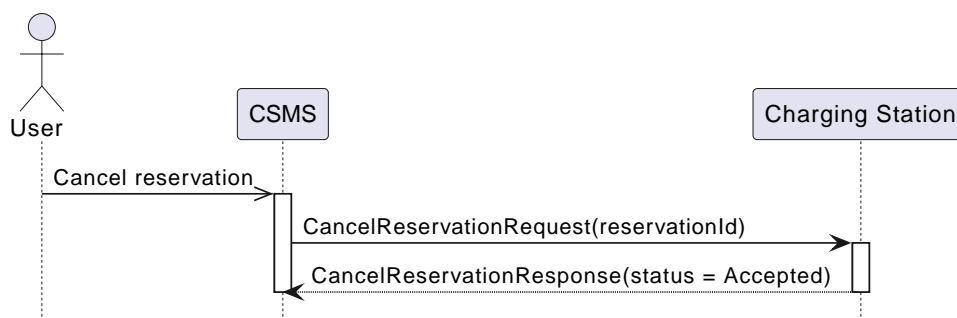 User
CSMS
Charging Station
Cancel reservation
CancelReservationRequest(reservationId)
CancelReservationResponse(status = Accepted)